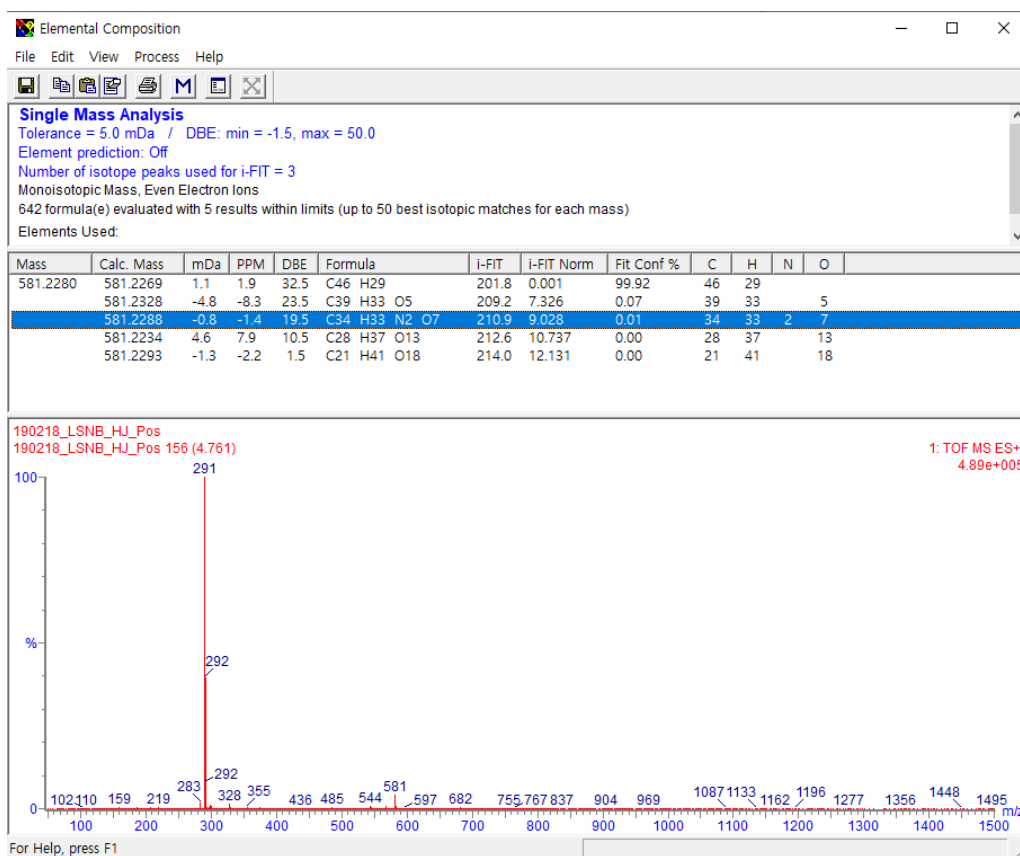 Elemental Composition
File Edit View Process Help
M
Single Mass Analysis
Tolerance = 5.0 mDa / DBE: min = -1.5, max = 50.0
Element prediction: Off
Number of isotope peaks used for i-FIT = 3
Monoisotopic Mass, Even Electron Ions
642 formula(e) evaluated with 5 results within limits (up to 50 best isotopic matches for each mass)
Elements Used:
Mass Calc. Mass mDa PPM DBE Formula i-FIT i-FIT Norm Fit Conf % C H N O
581.2280 581.2269 1.1 1.9 32.5 C46 H29 201.8 0.001 99.92 46 29
581.2328 -4.8 -8.3 23.5 C39 H33 O5 209.2 7.326 0.07 39 33 5
581.2288 -0.8 -1.4 19.5 C34 H33 N2 O7 210.9 9.028 0.01 34 33 2 7
581.2234 4.6 7.9 10.5 C28 H37 O13 212.6 10.737 0.00 28 37 13
581.2293 -1.3 -2.2 1.5 C21 H41 O18 214.0 12.131 0.00 21 41 18
190218_LSNB_HJ_Pos
190218_LSNB_HJ_Pos 156 (4.761)
1: TOF MS ES+
4.89e+005
291
100
%
292
292
283
102 110 159 219 328 355 436 485 544 581 597 682 755 767 837 904 969 1087 1133 1162 1196 1277 1356 1448 1495
0
m/z
100 200 300 400 500 600 700 800 900 1000 1100 1200 1300 1400 1500
For Help, press F1